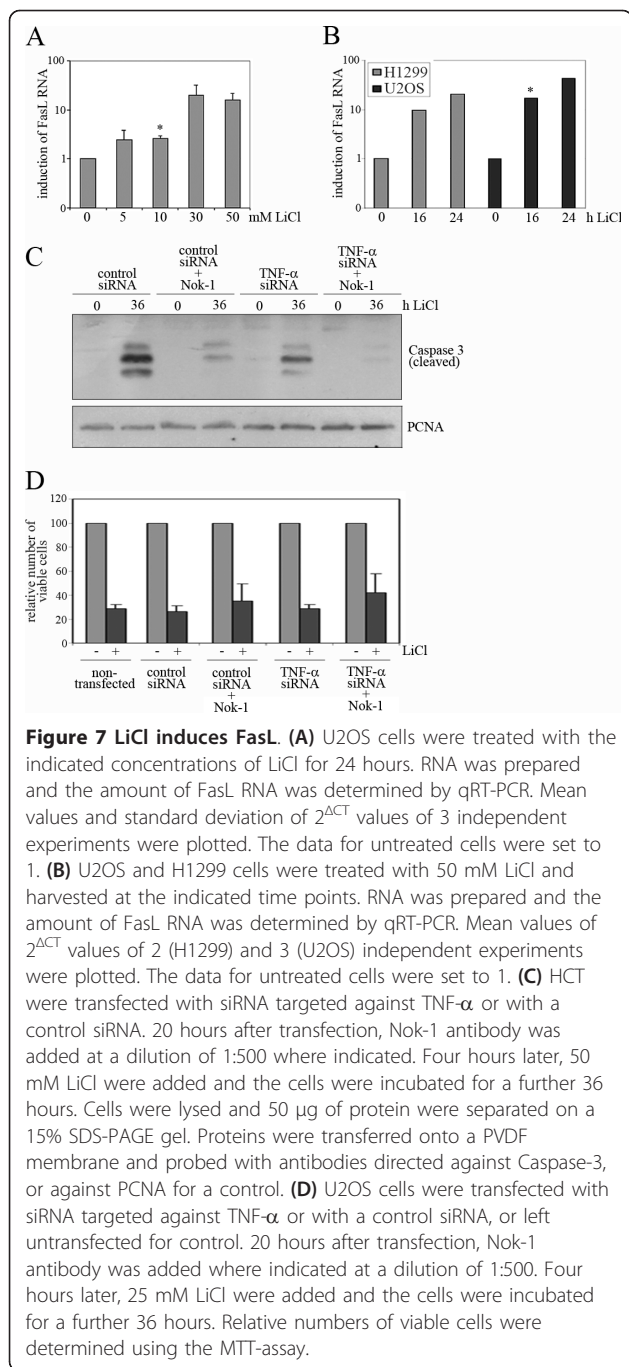 A
B
induction of FasL RNA
100
10
1
0
*
0 5 10 30 50 mM LiCl
induction of FasL RNA
100
10
1
0
H1299
U2OS
*
0 16 24 0 16 24 h LiCl
C
control
siRNA
control
siRNA
+
Nok-1
TNF-α
siRNA
TNF-α
siRNA
+
Nok-1
0 36 0 36 0 36 0 36 h LiCl
Caspase 3
(cleaved)
PCNA
D
relative number of
viable cells
120
100
80
60
40
20
0
- + - + - + - + - + LiCl
non-
transfected
control
siRNA
control
siRNA
+
Nok-1
TNF-α
siRNA
TNF-α
siRNA
+
Nok-1
Figure 7 LiCl induces FasL. (A) U2OS cells were treated with the
indicated concentrations of LiCl for 24 hours. RNA was prepared
and the amount of FasL RNA was determined by qRT-PCR. Mean
values and standard deviation of 2^ΔCT values of 3 independent
experiments were plotted. The data for untreated cells were set to
1. (B) U2OS and H1299 cells were treated with 50 mM LiCl and
harvested at the indicated time points. RNA was prepared and the
amount of FasL RNA was determined by qRT-PCR. Mean values of
2^ΔCT values of 2 (H1299) and 3 (U2OS) independent experiments
were plotted. The data for untreated cells were set to 1. (C) HCT
were transfected with siRNA targeted against TNF-α or with a
control siRNA. 20 hours after transfection, Nok-1 antibody was
added at a dilution of 1:500 where indicated. Four hours later, 50
mM LiCl were added and the cells were incubated for a further 36
hours. Cells were lysed and 50 μg of protein were separated on a
15% SDS-PAGE gel. Proteins were transferred onto a PVDF
membrane and probed with antibodies directed against Caspase-3,
or against PCNA for a control. (D) U2OS cells were transfected with
siRNA targeted against TNF-α or with a control siRNA, or left
untransfected for control. 20 hours after transfection, Nok-1
antibody was added where indicated at a dilution of 1:500. Four
hours later, 25 mM LiCl were added and the cells were incubated
for a further 36 hours. Relative numbers of viable cells were
determined using the MTT-assay.